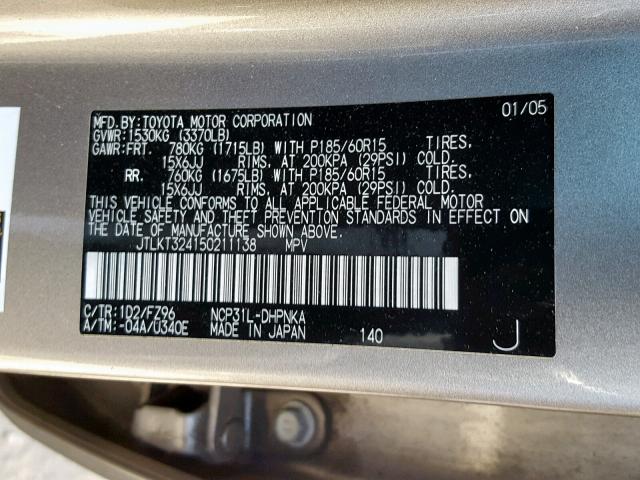 MFD.BY:TOYOTA MOTOR CORPORATION 01/05
GVWR:1530KG (3370LB)
GAWR:FRT. 780KG (1715LB) WITH P185/60R15 TIRES,
15X6JJ RIMS, AT 200KPA (29PSI) COLD.
RR. 760KG (1675LB) WITH P185/60R15 TIRES,
15X6JJ RIMS, AT 200KPA (29PSI) COLD.
THIS VEHICLE CONFORMS TO ALL APPLICABLE FEDERAL MOTOR
VEHICLE SAFETY AND THEFT PREVENTION STANDARDS IN EFFECT ON
THE DATE OF MANUFACTURE SHOWN ABOVE.
JTLKT324150211138 MPV
C/TR:1D2/FZ96 NCP31L-DHPNKA
A/TM:-04A/U340E MADE IN JAPAN 140 J